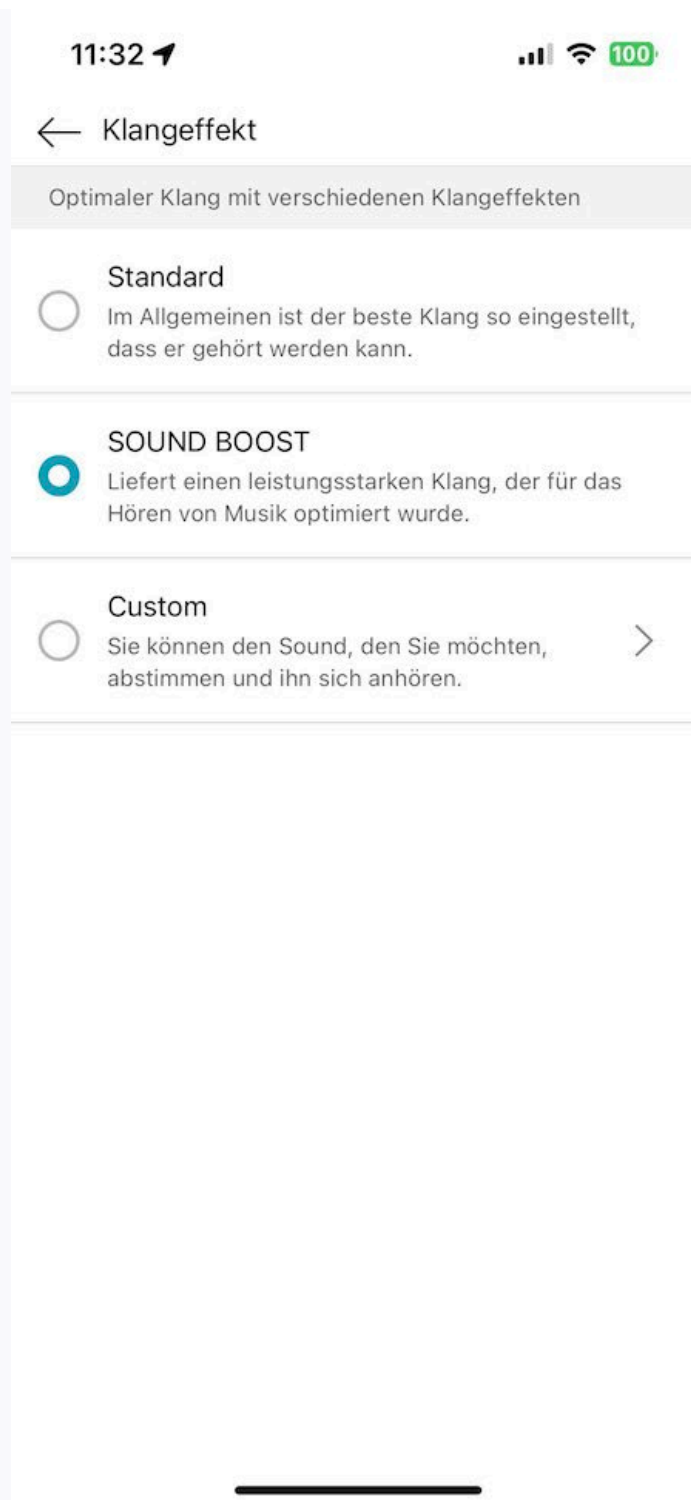 11:32
100
Klangeffekt
Optimaler Klang mit verschiedenen Klangeffekten
Standard
Im Allgemeinen ist der beste Klang so eingestellt,
dass er gehört werden kann.
SOUND BOOST
Liefert einen leistungsstarken Klang, der für das
Hören von Musik optimiert wurde.
Custom
Sie können den Sound, den Sie möchten,
abstimmen und ihn sich anhören.